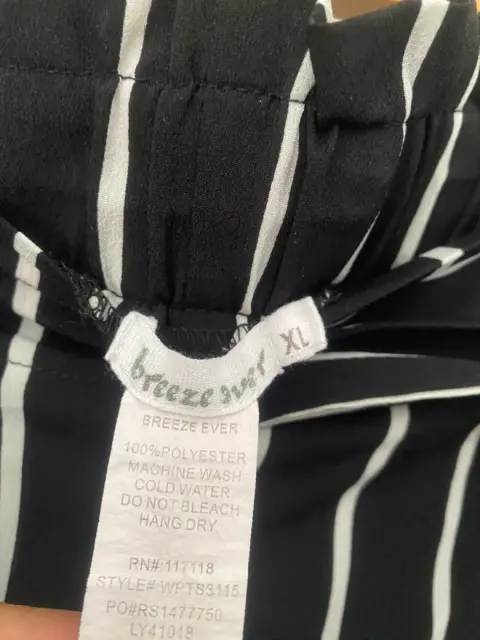 breeze ever
XL
BREEZE EVER
100%POLYESTER
MACHINE WASH
COLD WATER
DO NOT BLEACH
HANG DRY
RN#:117118
STYLE#:WPTS3115
PO#RS1477750
LY41018